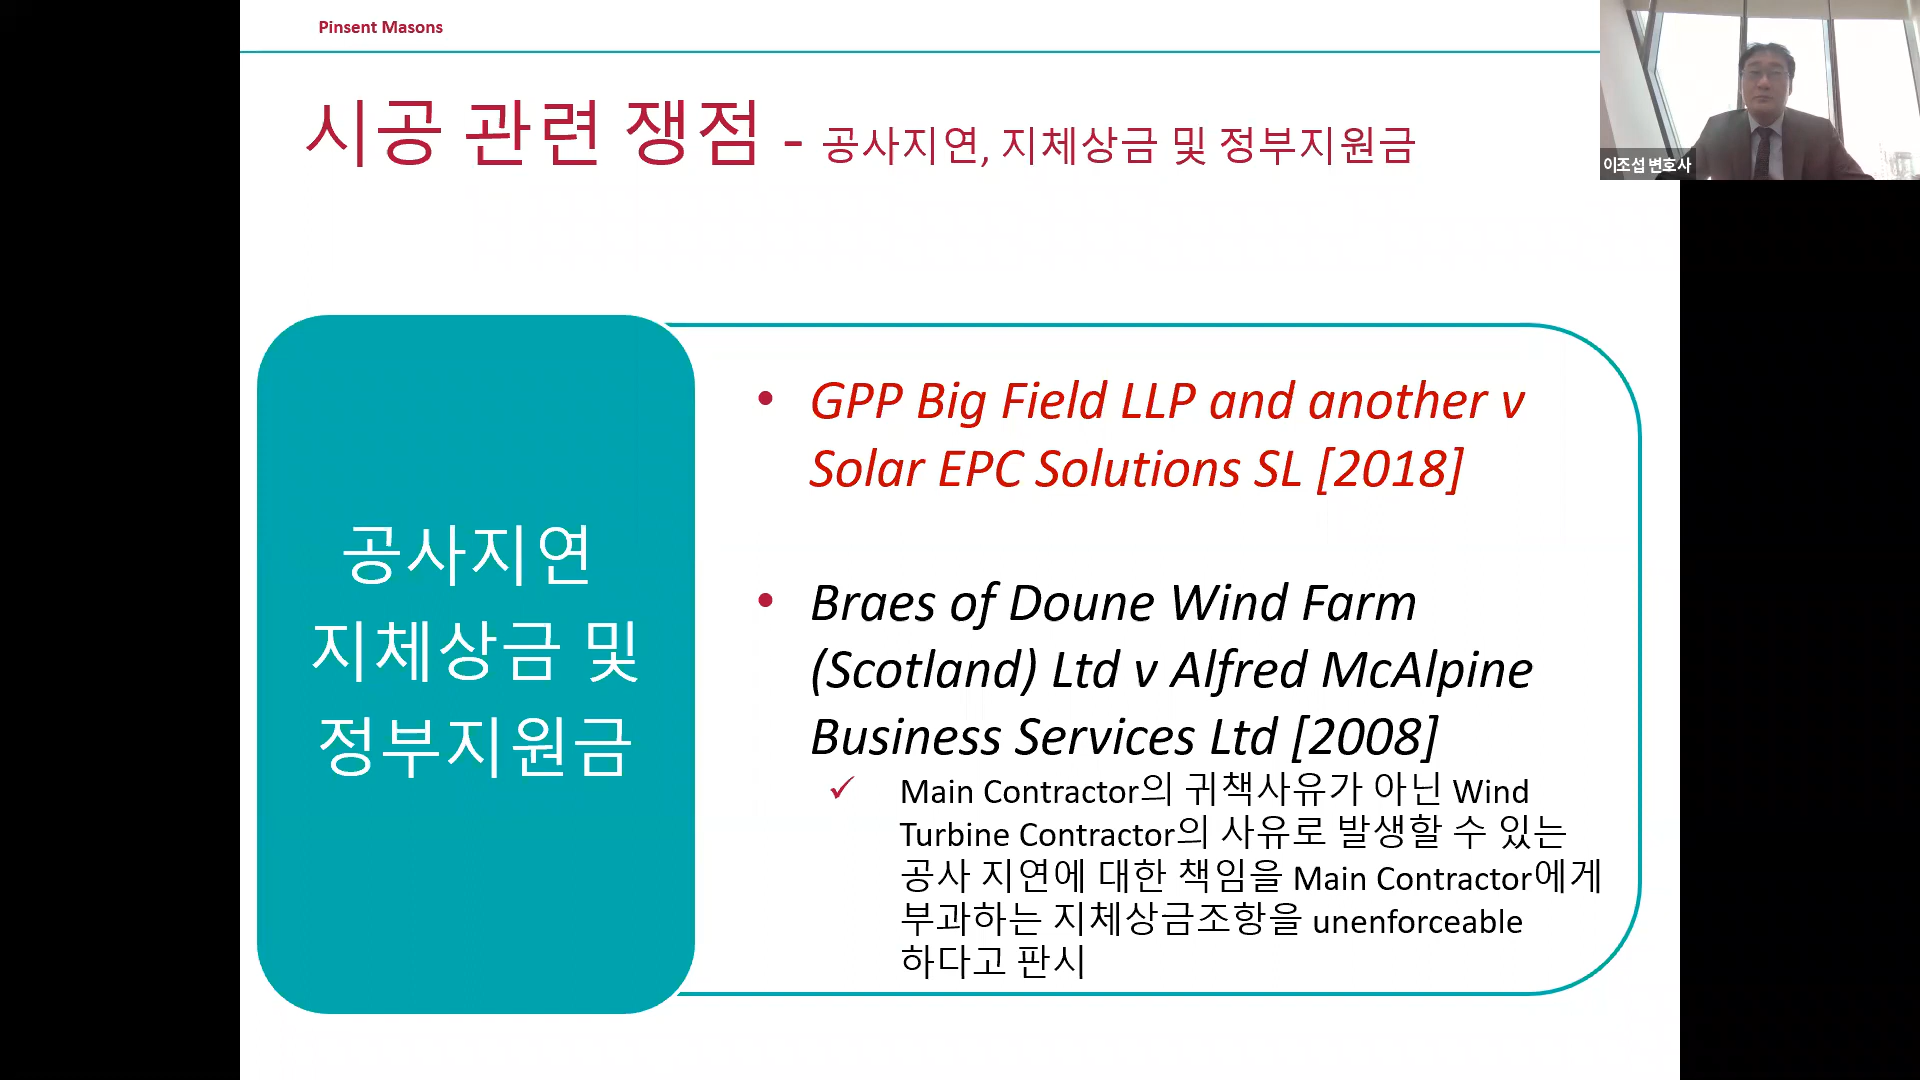 Pinsent Masons
시공 관련 쟁점 - 공사지연, 지체상금 및 정부지원금
이조섭 변호사
공사지연
지체상금 및
정부지원금
• GPP Big Field LLP and another v
Solar EPC Solutions SL [2018]
• Braes of Doune Wind Farm
(Scotland) Ltd v Alfred McAlpine
Business Services Ltd [2008]
✓ Main Contractor의 귀책사유가 아닌 Wind
Turbine Contractor의 사유로 발생할 수 있는
공사 지연에 대한 책임을 Main Contractor에게
부과하는 지체상금조항을 unenforceable
하다고 판시